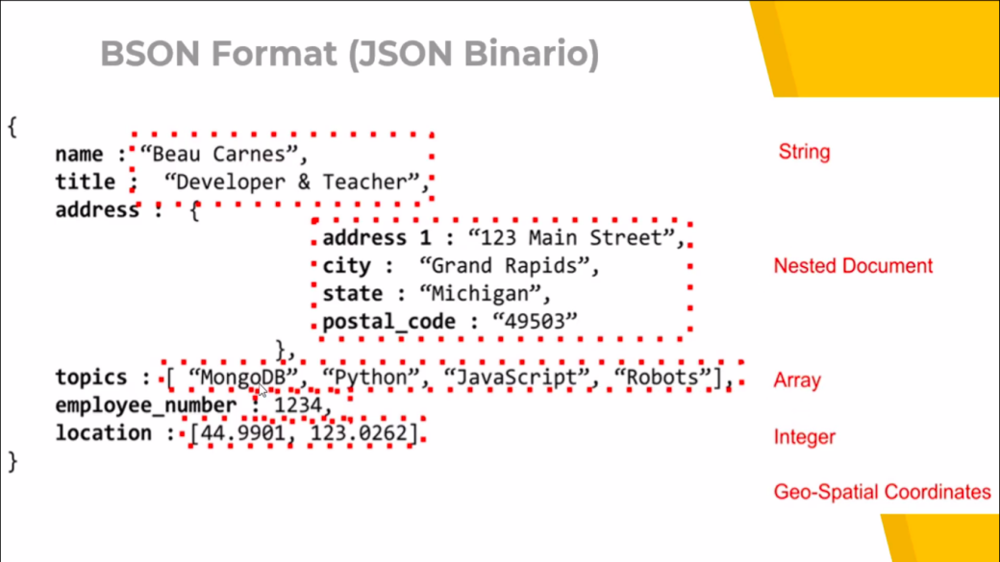 BSON Format (JSON Binario)
{
name : “Beau Carnes”,
title : “Developer & Teacher”,
address : {
address 1 : “123 Main Street”,
city : “Grand Rapids”,
state : “Michigan”,
postal_code : “49503”
},
topics : [ “MongoDB”, “Python”, “JavaScript”, “Robots”],
employee_number : 1234,
location : [44.9901, 123.0262]
}
String
Nested Document
Array
Integer
Geo-Spatial Coordinates